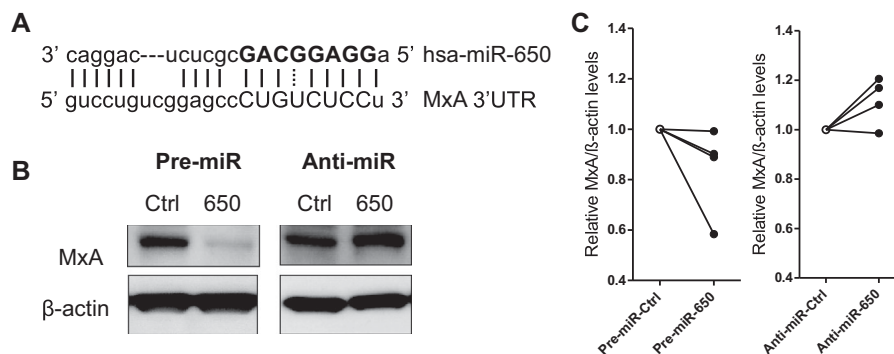 A
3' caggac---ucucgcGACGGAGGa 5' hsa-miR-650
5' guccugucggagccCUGUCUCCu 3' MxA 3'UTR
B
Pre-miR Anti-miR
Ctrl 650 Ctrl 650
MxA
β-actin
C
Relative MxA/ß-actin levels
1.4
1.2
1.0
0.8
0.6
0.4
Pre-miR-Ctrl
Pre-miR-650
Relative MxA/ß-actin levels
1.4
1.2
1.0
0.8
0.6
0.4
Anti-miR-Ctrl
Anti-miR-650